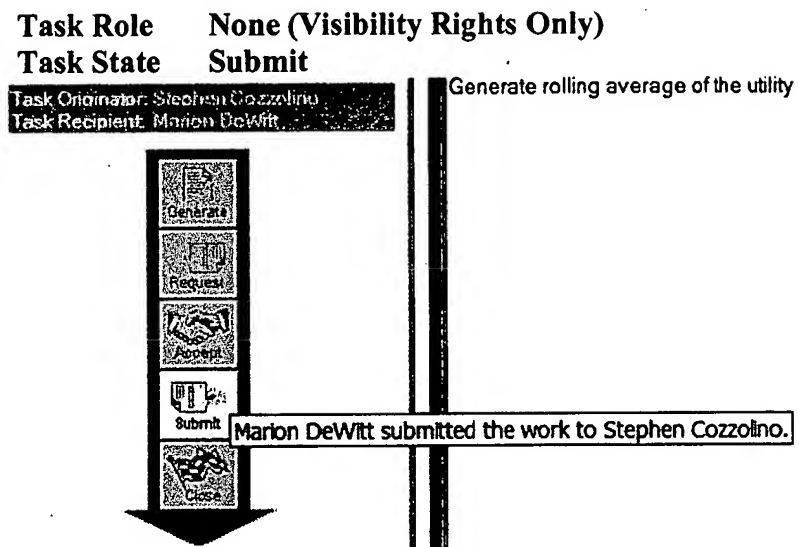 Task Role None (Visibility Rights Only)
Task State Submit
Task Originator: Stephen Cozzolino
Task Recipient: Marion DeWitt
Generate rolling average of the utility
Generate
Request
Accept
Submit
Marion DeWitt submitted the work to Stephen Cozzolino.
Close